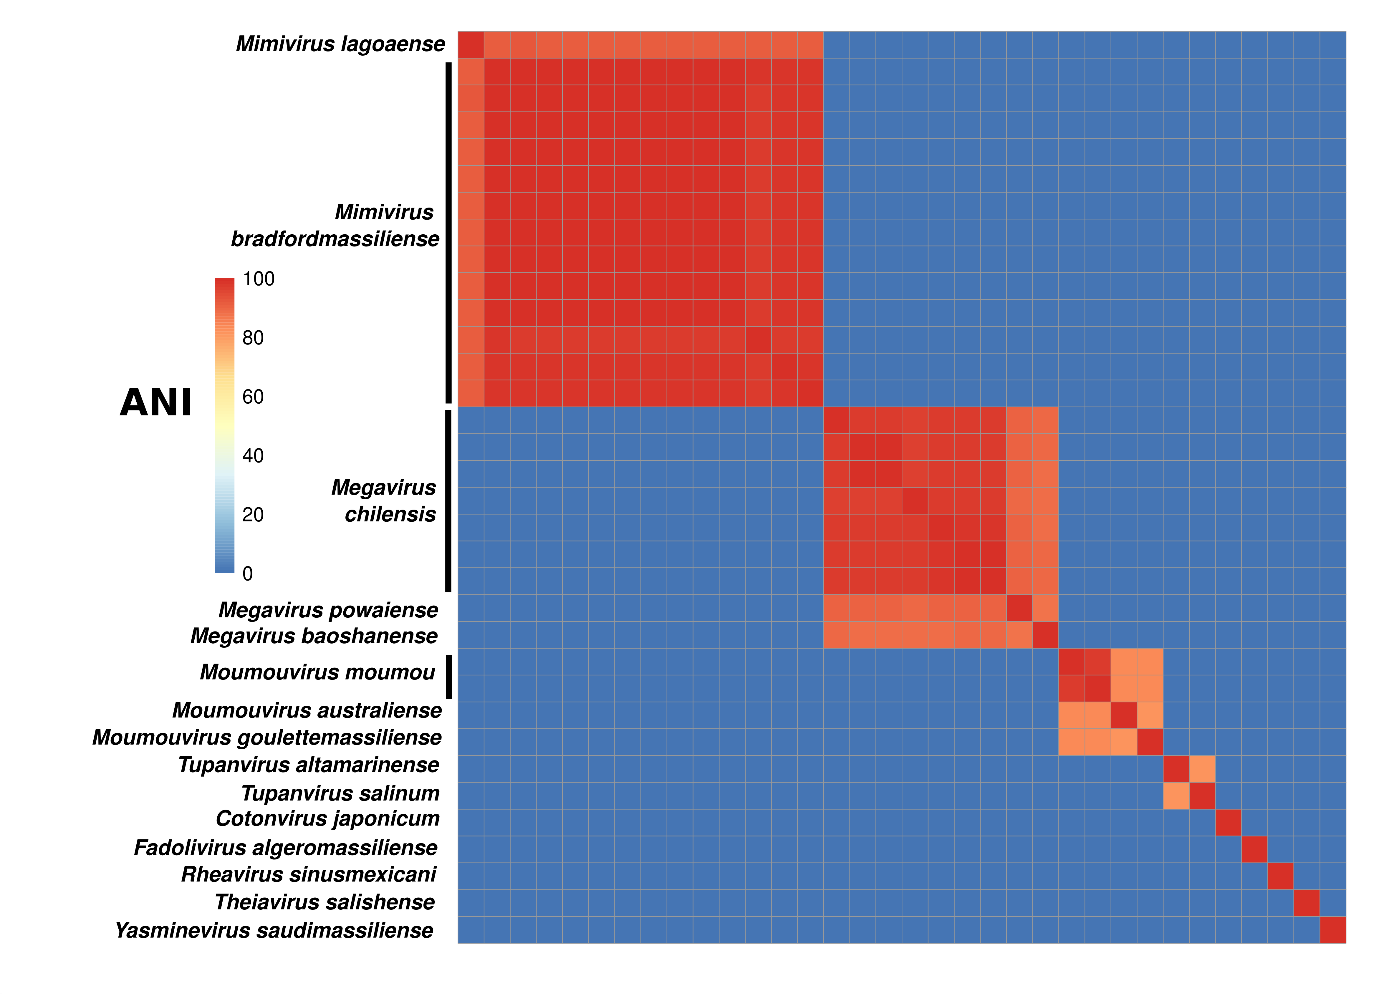 Mimivirus lagoaense
Mimivirus
bradfordmassiliense
100
80
ANI
60
40
20
0
Megavirus
chilensis
Megavirus powaiense
Megavirus baoshanense
Moumouvirus moumou
Moumouvirus australiense
Moumouvirus goulettemassiliense
Tupanvirus altamarinense
Tupanvirus salinum
Cotonvirus japonicum
Fadolivirus algeromassiliense
Rheavirus sinusmexicani
Theiavirus salishense
Yasminevirus saudimassiliense